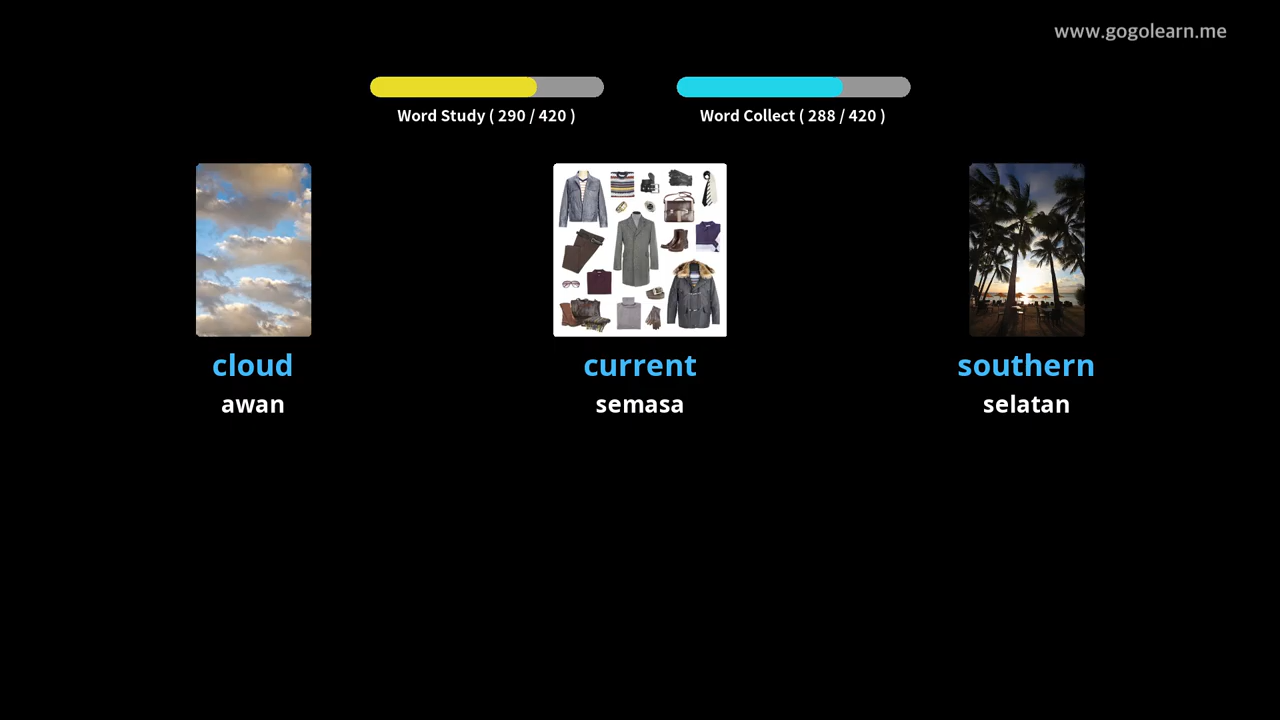 www.gogolearn.me
Word Study ( 290 / 420 )
Word Collect ( 288 / 420 )
cloud
awan
current
semasa
southern
selatan